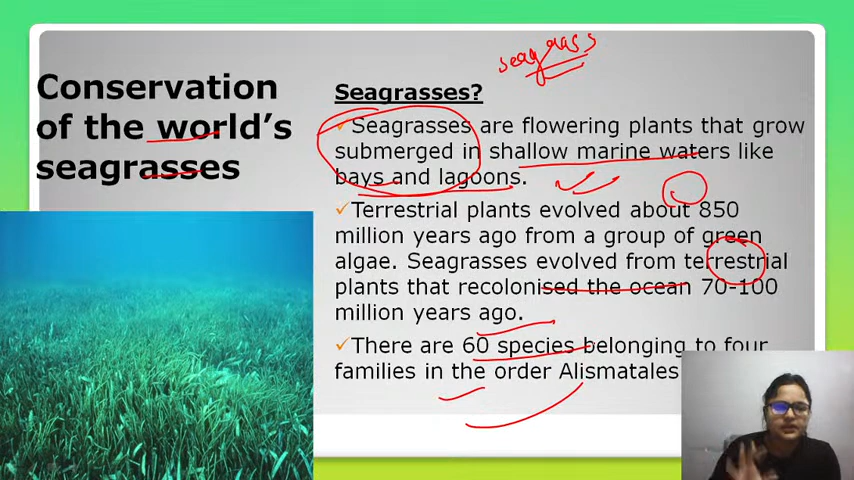 seagrass
Conservation
of the world's
seagrasses
Seagrasses?
Seagrasses are flowering plants that grow
submerged in shallow marine waters like
bays and lagoons.
Terrestrial plants evolved about 850
million years ago from a group of green
algae. Seagrasses evolved from terrestrial
plants that recolonised the ocean 70-100
million years ago.
There are 60 species belonging to four
families in the order Alismatales